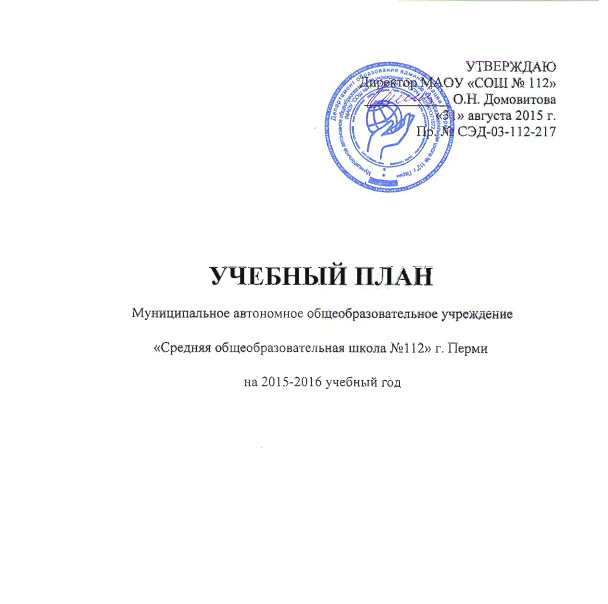 УТВЕРЖДАЮ
Директор МАОУ «СОШ № 112»
О.Н. Домовитова
«31» августа 2015 г.
Пр. № СЭД-03-112-217
УЧЕБНЫЙ ПЛАН
Муниципальное автономное общеобразовательное учреждение
«Средняя общеобразовательная школа №112» г. Перми
на 2015-2016 учебный год